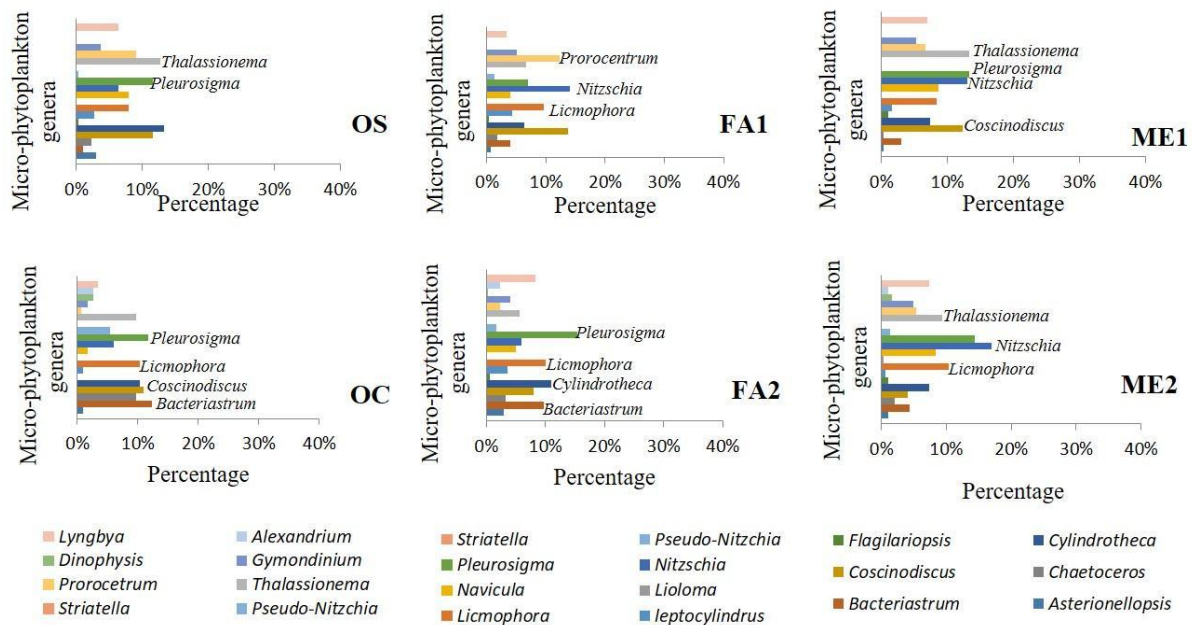 Micro-phytoplankton
genera
Thalassionema
Pleurosigma
OS
0% 10% 20% 30% 40%
Percentage
Micro-phytoplankton
genera
Prorocentrum
Nitzschia
Licmophora
FA1
0% 10% 20% 30% 40%
Percentage
Micro-phytoplankton
genera
Thalassionema
Pleurosigma
Nitzschia
Coscinodiscus
ME1
0% 10% 20% 30% 40%
Percentage
Micro-phytoplankton
genera
Pleurosigma
Licmophora
Coscinodiscus
Bacteriastrum
OC
0% 10% 20% 30% 40%
Percentage
Micro-phytoplankton
genera
Pleurosigma
Licmophora
Cylindrotheca
Bacteriastrum
FA2
0% 10% 20% 30% 40%
Percentage
Micro-phytoplankton
genera
Thalassionema
Nitzschia
Licmophora
ME2
0% 10% 20% 30% 40%
Percentage
Lyngbya Alexandrium
Dinophysis Gymondinium
Prorocetrum Thalassionema
Striatella Pseudo-Nitzchia
Striatella Pseudo-Nitzchia
Pleurosigma Nitzschia
Navicula Lioloma
Licmophora leptocylindrus
Flagilariopsis Cylindrotheca
Coscinodiscus Chaetoceros
Bacteriastrum Asterionellopsis